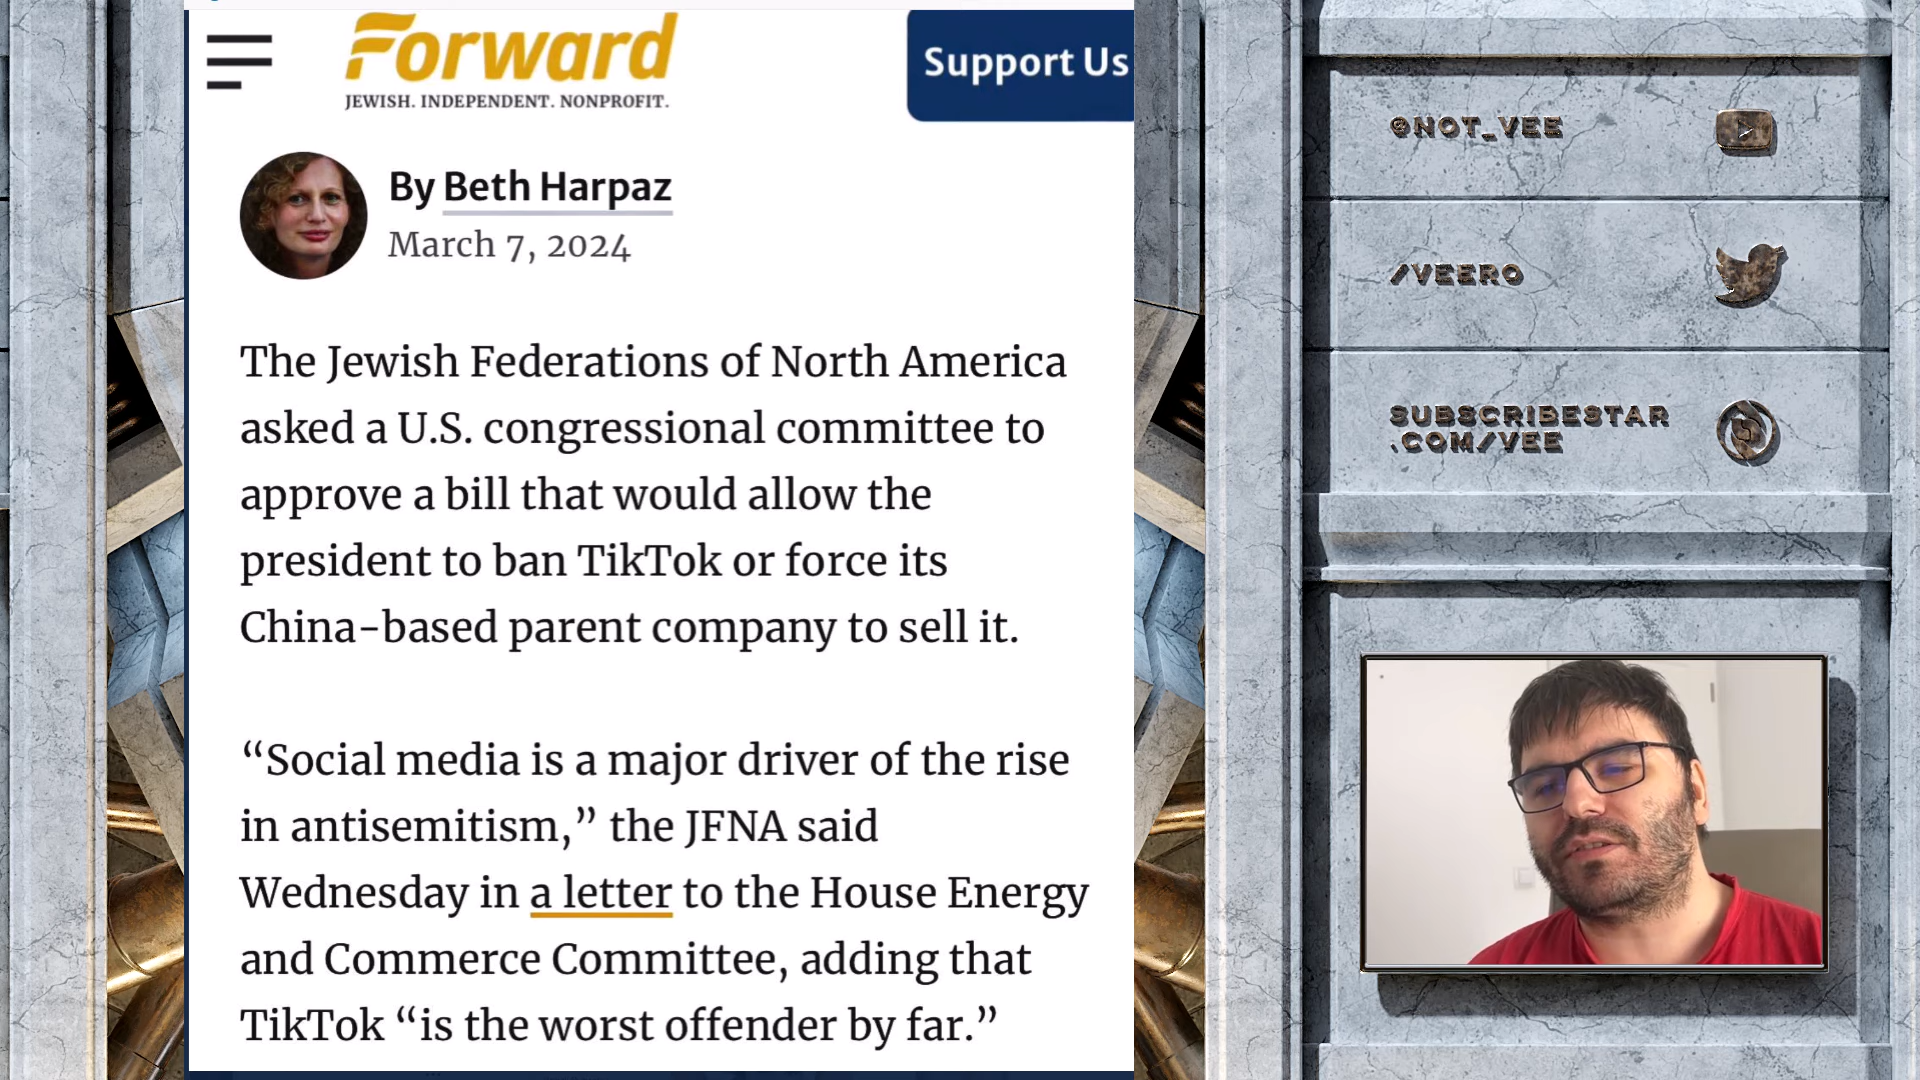 Forward
JEWISH. INDEPENDENT. NONPROFIT.
Support Us
By Beth Harpaz
March 7, 2024
The Jewish Federations of North America
asked a U.S. congressional committee to
approve a bill that would allow the
president to ban TikTok or force its
China-based parent company to sell it.
“Social media is a major driver of the rise
in antisemitism,” the JFNA said
Wednesday in a letter to the House Energy
and Commerce Committee, adding that
TikTok “is the worst offender by far.”
@NOT_VEE
/VEERO
SUBSCRIBESTAR
.COM/VEE